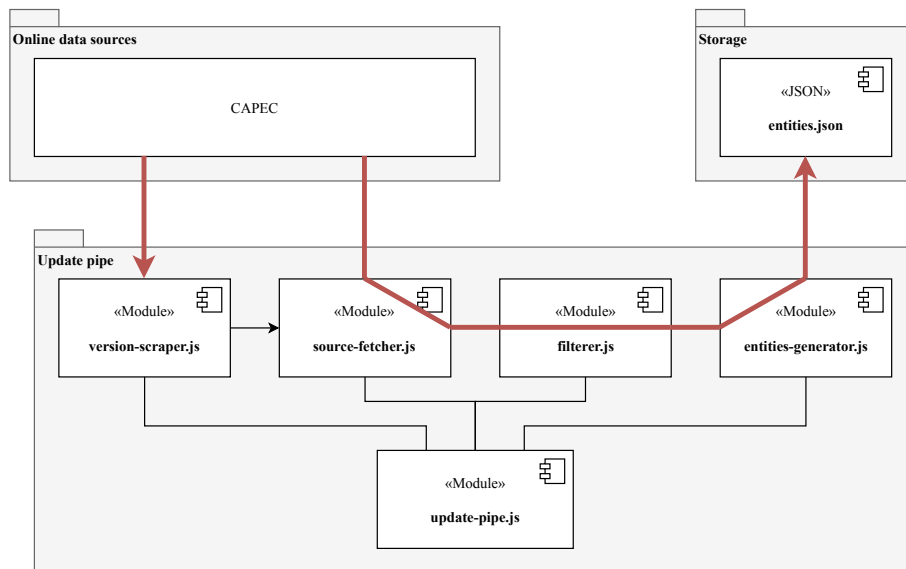 Online data sources
CAPEC
Storage
«JSON»
entities.json
Update pipe
«Module»
version-scraper.js
«Module»
source-fetcher.js
«Module»
filterer.js
«Module»
entities-generator.js
«Module»
update-pipe.js